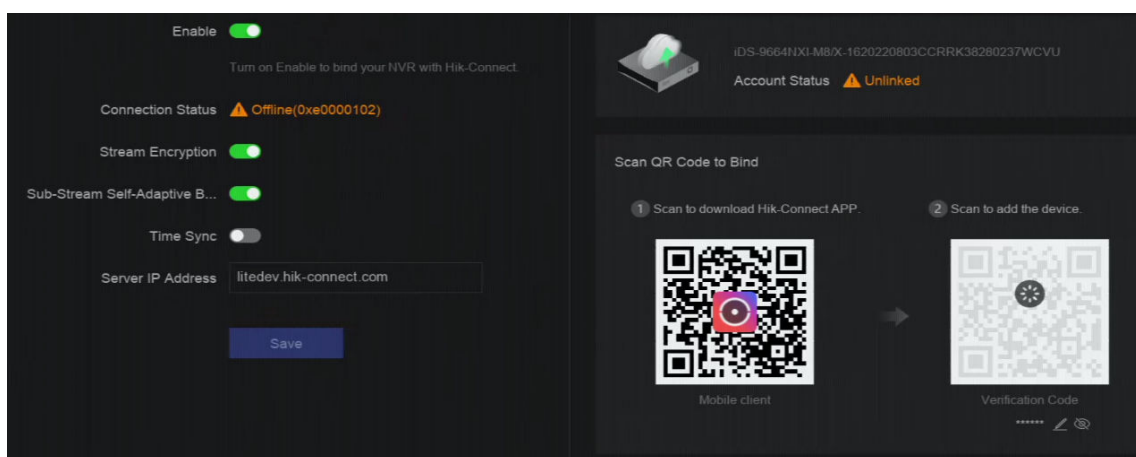 Enable
Turn on Enable to bind your NVR with Hik-Connect.
Connection Status Offline(0xe0000102)
Stream Encryption
Sub-Stream Self-Adaptive B...
Time Sync
Server IP Address litedev.hik-connect.com
Save
iDS-9664NXI-M8/X-1620220803CCRRK38280237WCVU
Account Status Unlinked
Scan QR Code to Bind
1 Scan to download Hik-Connect APP.
2 Scan to add the device.
Mobile client
Verification Code
******